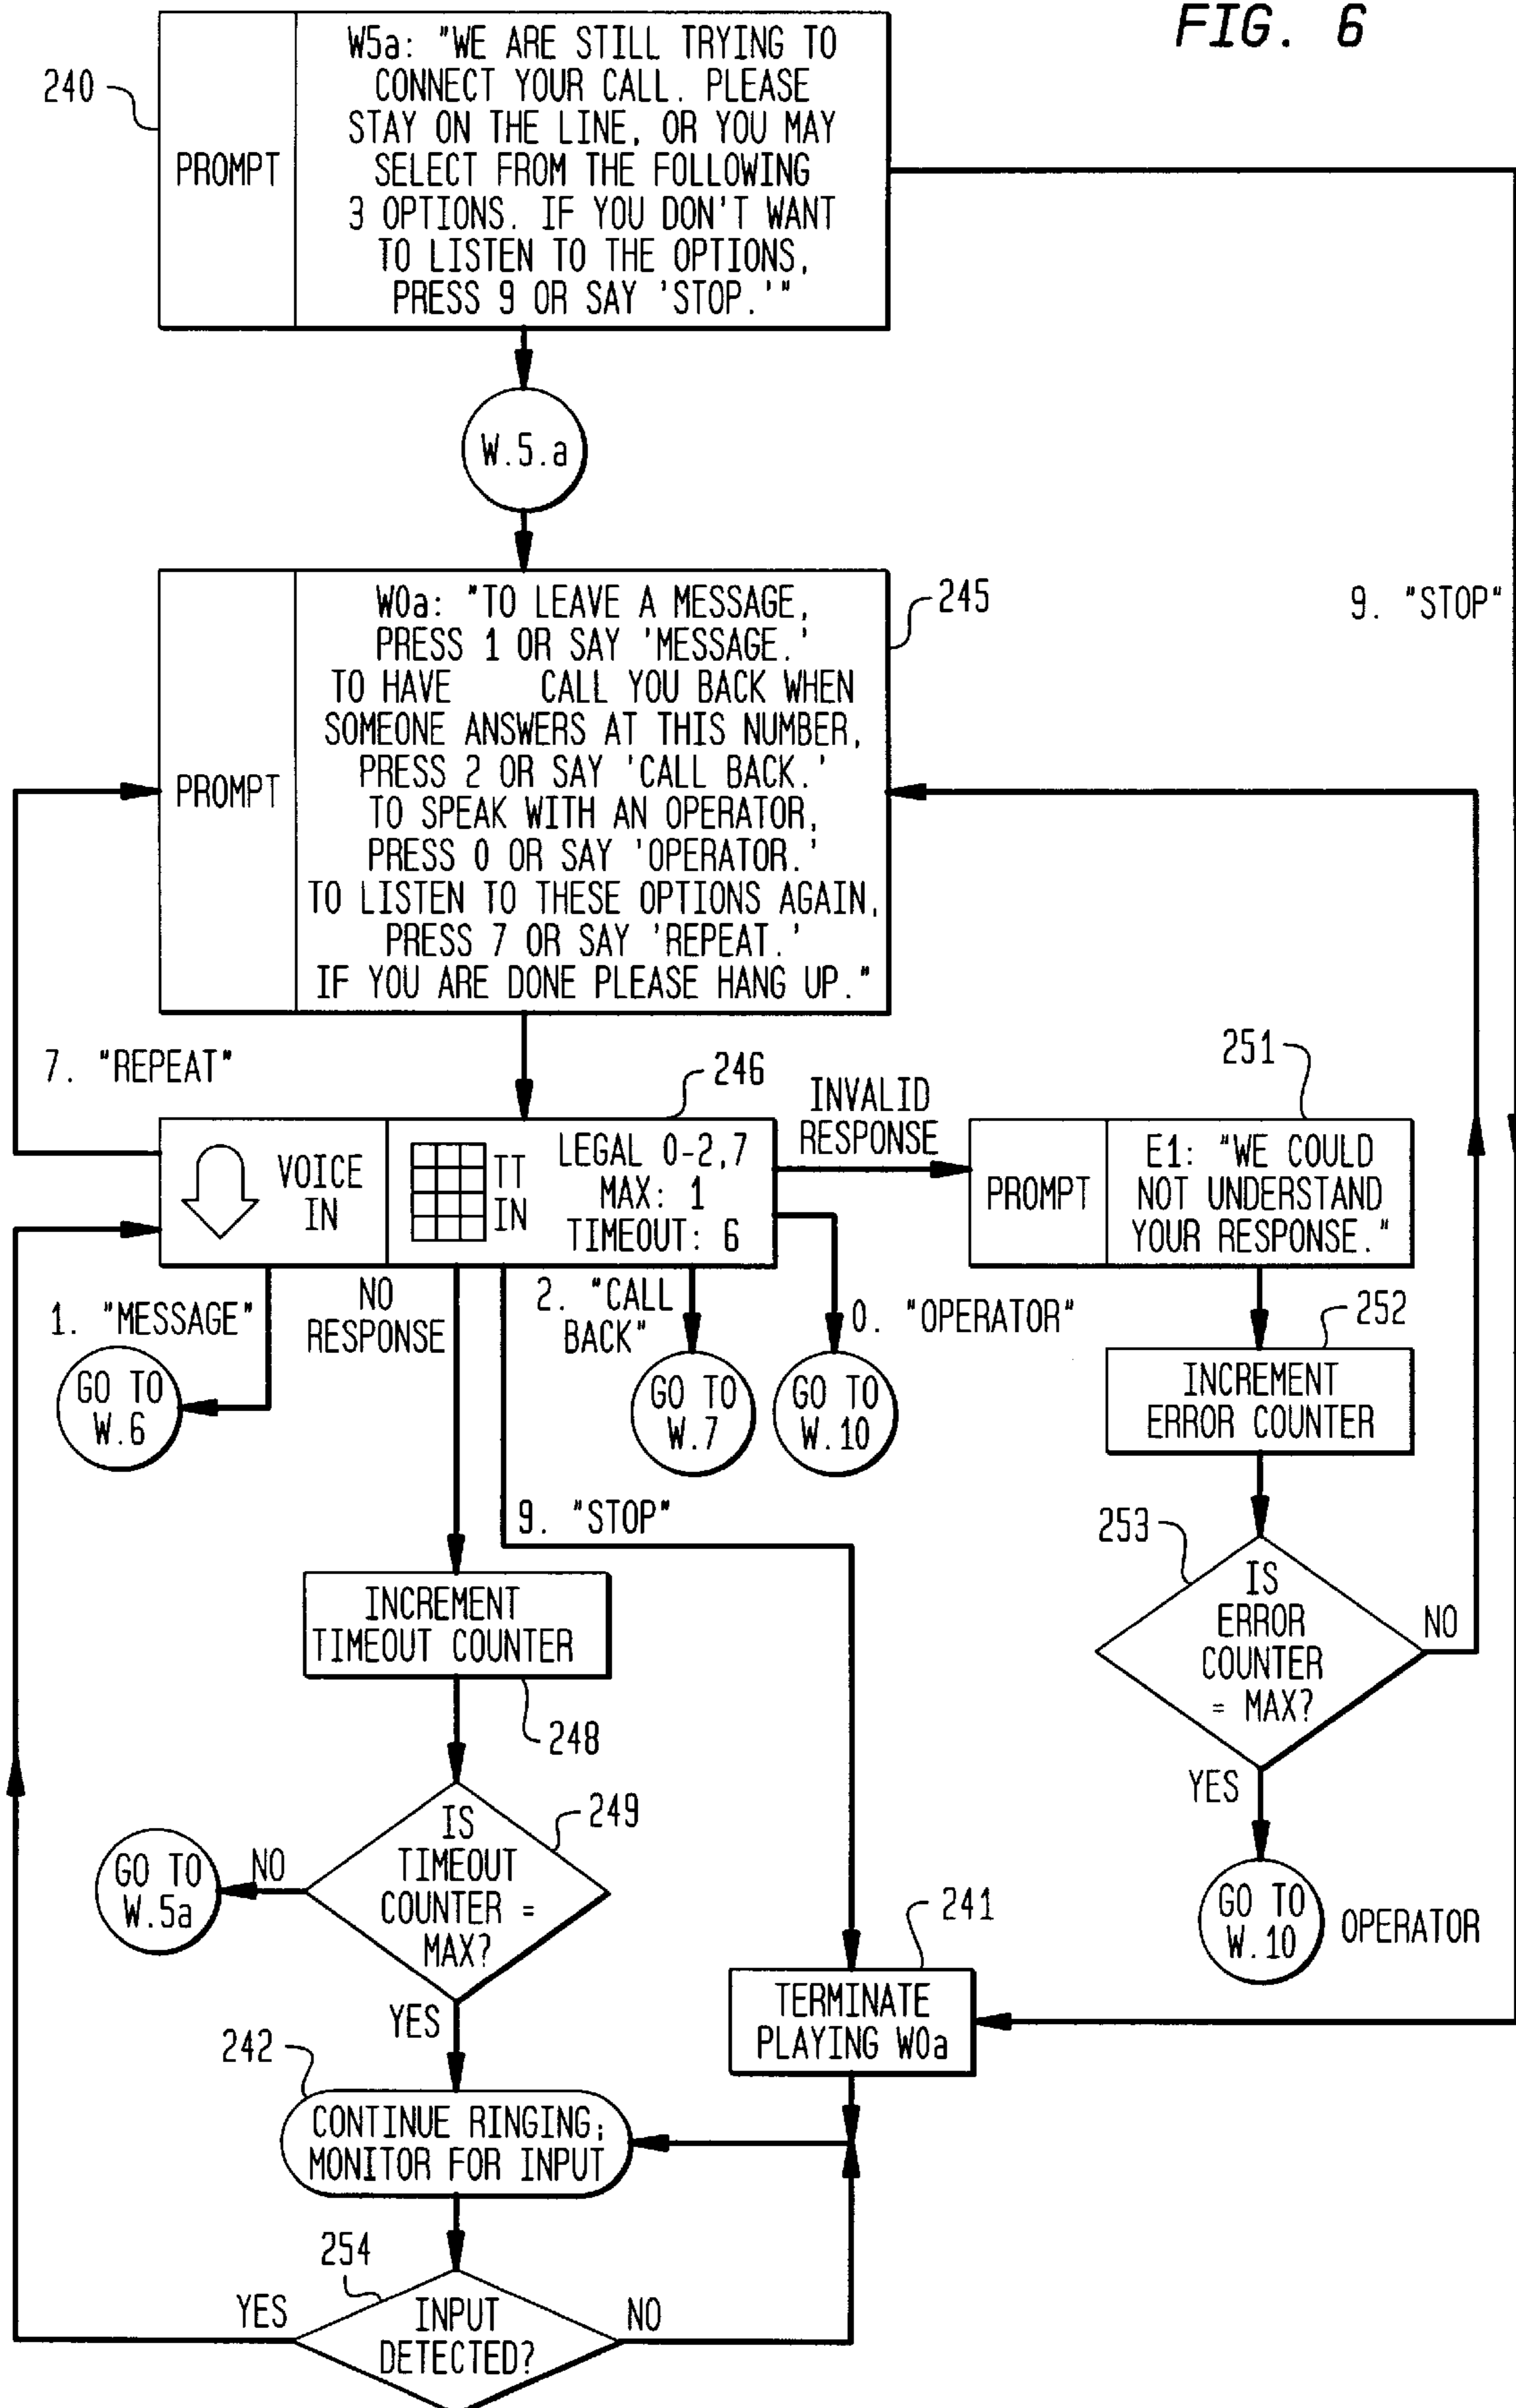 FIG. 6
240
PROMPT
W5a: "WE ARE STILL TRYING TO
CONNECT YOUR CALL. PLEASE
STAY ON THE LINE, OR YOU MAY
SELECT FROM THE FOLLOWING
3 OPTIONS. IF YOU DON'T WANT
TO LISTEN TO THE OPTIONS,
PRESS 9 OR SAY 'STOP.'"
W.5.a
9. "STOP"
245
PROMPT
W0a: "TO LEAVE A MESSAGE,
PRESS 1 OR SAY 'MESSAGE.'
TO HAVE CALL YOU BACK WHEN
SOMEONE ANSWERS AT THIS NUMBER,
PRESS 2 OR SAY 'CALL BACK.'
TO SPEAK WITH AN OPERATOR,
PRESS 0 OR SAY 'OPERATOR.'
TO LISTEN TO THESE OPTIONS AGAIN,
PRESS 7 OR SAY 'REPEAT.'
IF YOU ARE DONE PLEASE HANG UP."
7. "REPEAT"
246
VOICE
IN
TT
IN
LEGAL 0-2,7
MAX: 1
TIMEOUT: 6
INVALID
RESPONSE
251
PROMPT
E1: "WE COULD
NOT UNDERSTAND
YOUR RESPONSE."
1. "MESSAGE"
GO TO
W.6
NO
RESPONSE
2. "CALL
BACK"
GO TO
W.7
0. "OPERATOR"
GO TO
W.10
252
INCREMENT
ERROR COUNTER
9. "STOP"
253
IS
ERROR
COUNTER
= MAX?
NO
YES
GO TO
W.10
OPERATOR
INCREMENT
TIMEOUT COUNTER
248
249
IS
TIMEOUT
COUNTER =
MAX?
NO
GO TO
W.5a
YES
241
TERMINATE
PLAYING W0a
242
CONTINUE RINGING;
MONITOR FOR INPUT
254
INPUT
DETECTED?
YES
NO